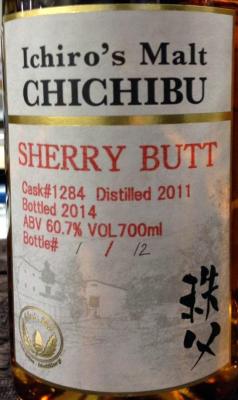 Ichiro's Malt
CHICHIBU
SHERRY BUTT
Cask#1284 Distilled 2011
Bottled 2014
ABV 60.7% VOL700ml
Bottle# 1 / 12
秩父